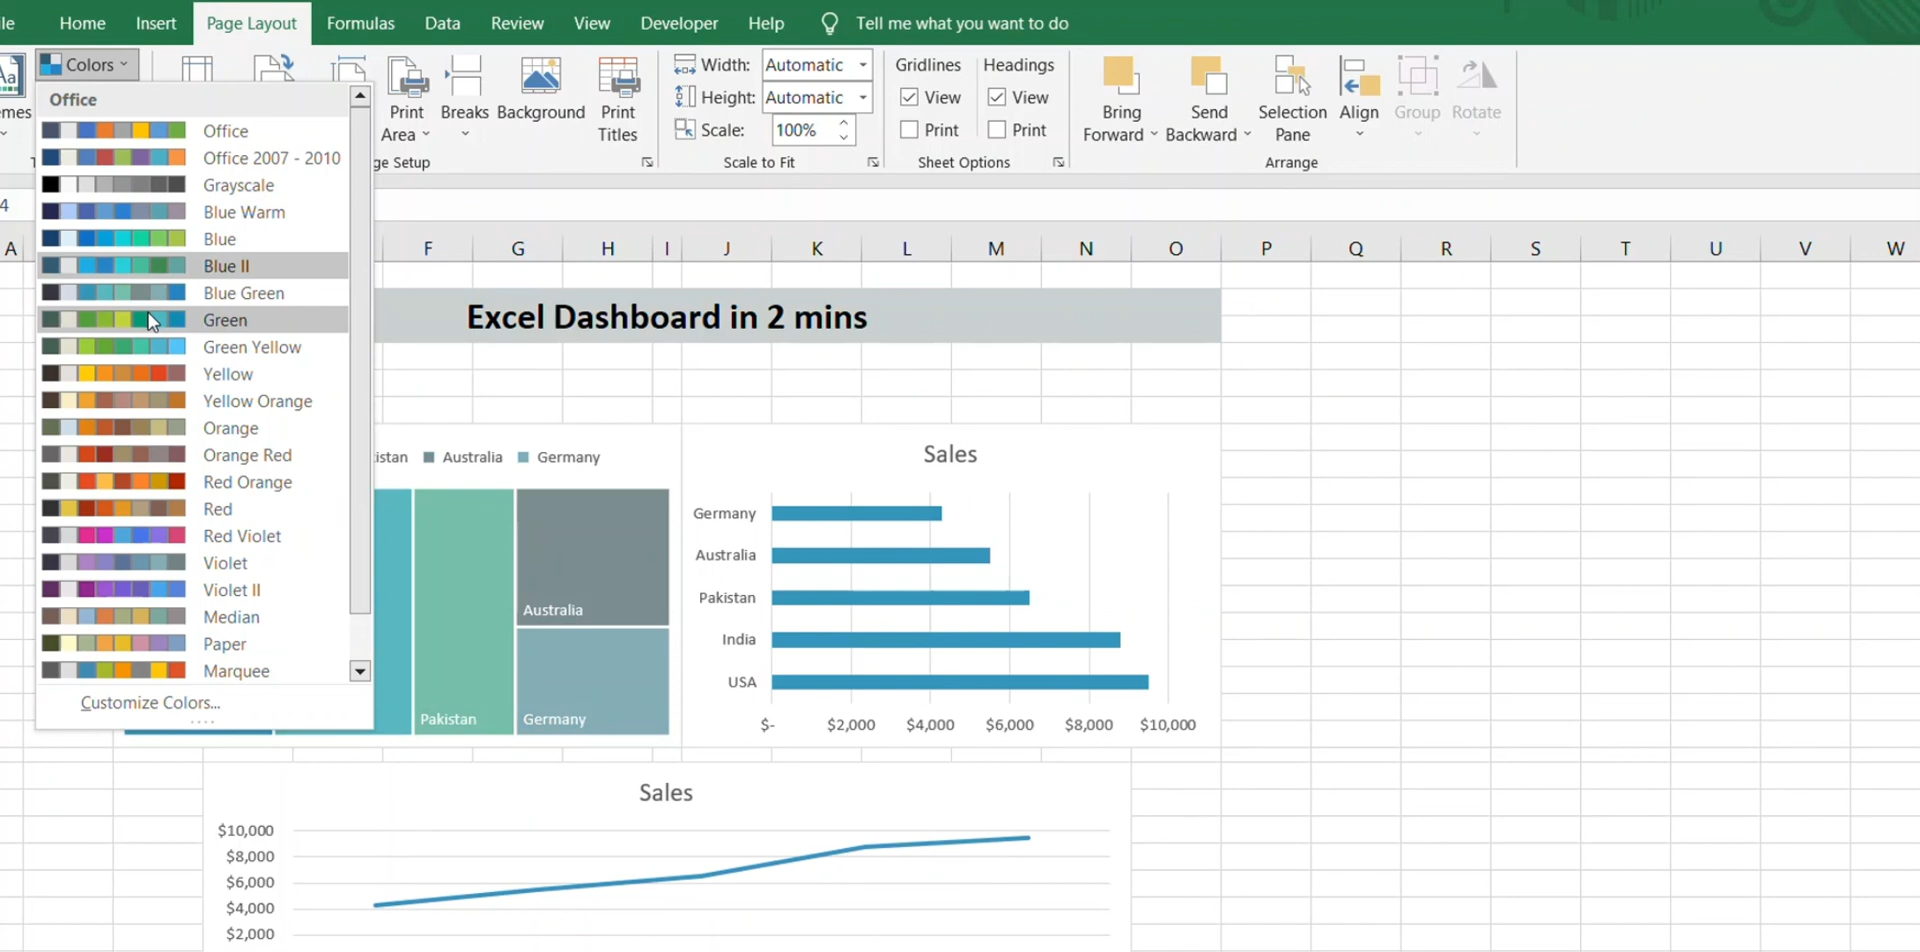 le Home Insert Page Layout Formulas Data Review View Developer Help Tell me what you want to do
Aa
Colors
emes
Print Area
Breaks
Background
Print Titles
Width: Automatic
Height: Automatic
Scale: 100%
Gridlines
View
Print
Headings
View
Print
Bring Forward
Send Backward
Selection Pane
Align
Group
Rotate
ge Setup
Scale to Fit
Sheet Options
Arrange
Office
Office
Office 2007 - 2010
Grayscale
Blue Warm
Blue
Blue II
Blue Green
Green
Green Yellow
Yellow
Yellow Orange
Orange
Orange Red
Red Orange
Red
Red Violet
Violet
Violet II
Median
Paper
Marquee
Customize Colors...
4
A F G H I J K L M N O P Q R S T U V W
Excel Dashboard in 2 mins
istan Australia Germany
Australia
Pakistan
Germany
Sales
Germany
Australia
Pakistan
India
USA
$- $2,000 $4,000 $6,000 $8,000 $10,000
Sales
$10,000
$8,000
$6,000
$4,000
$2,000